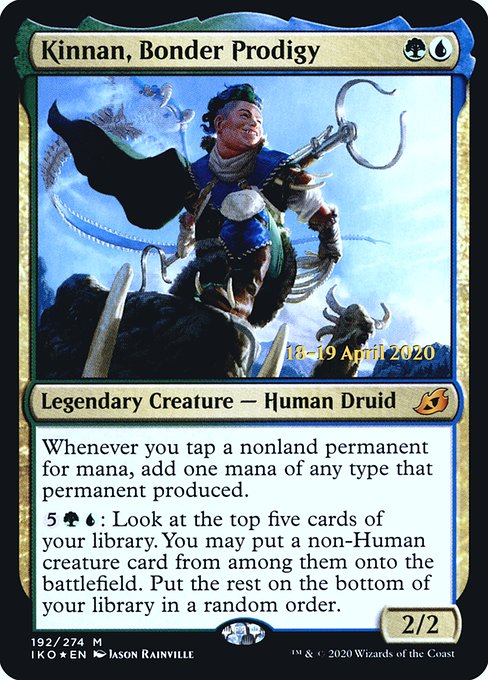 Kinnan, Bonder Prodigy
18–19 April 2020
Legendary Creature — Human Druid
Whenever you tap a nonland permanent
for mana, add one mana of any type that
permanent produced.
5: Look at the top five cards of
your library. You may put a non-Human
creature card from among them onto the
battlefield. Put the rest on the bottom of
your library in a random order.
2/2
192/274 M
IKO ★ EN Jason Rainville
™ & © 2020 Wizards of the Coast